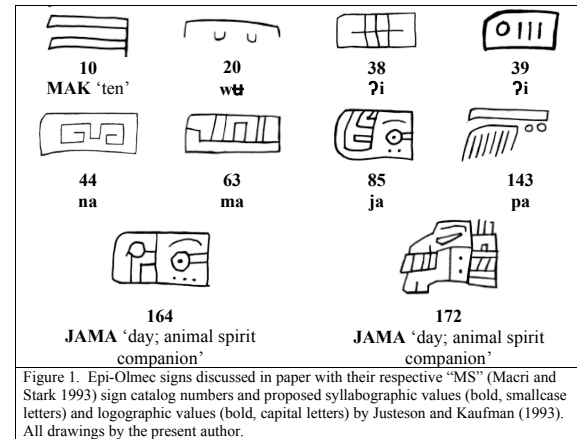 10 20 38 39
MAK ‘ten’ wʉ ʔi ʔi
44 63 85 143
na ma ja pa
164 172
JAMA ‘day; animal spirit JAMA ‘day; animal spirit
companion’ companion’
Figure 1. Epi-Olmec signs discussed in paper with their respective “MS” (Macri and
Stark 1993) sign catalog numbers and proposed syllabographic values (bold, smallcase
letters) and logographic values (bold, capital letters) by Justeson and Kaufman (1993).
All drawings by the present author.